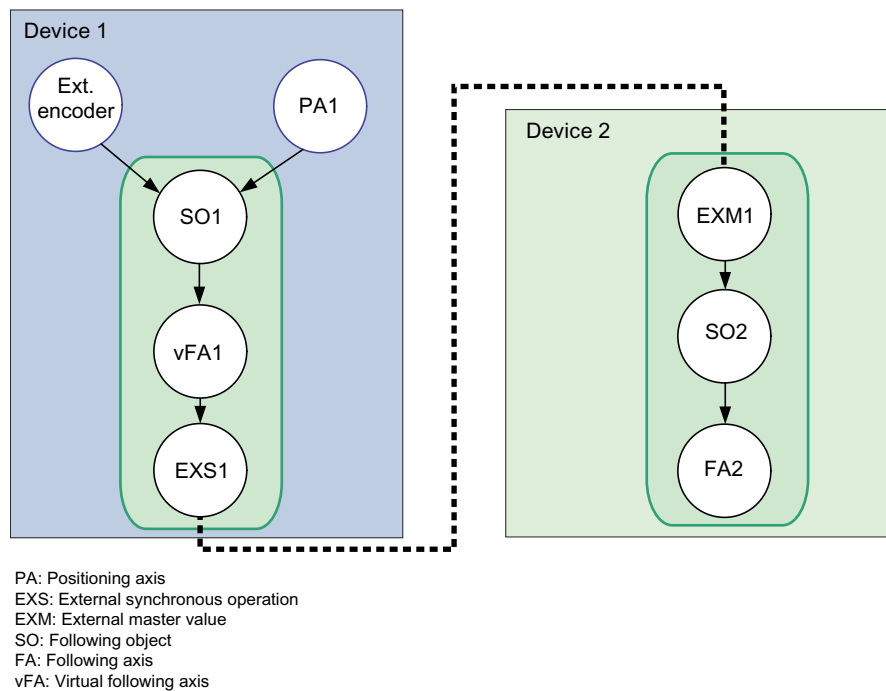 Device 1
Ext.
encoder
PA1
SO1
vFA1
EXS1
Device 2
EXM1
SO2
FA2
PA: Positioning axis
EXS: External synchronous operation
EXM: External master value
SO: Following object
FA: Following axis
vFA: Virtual following axis